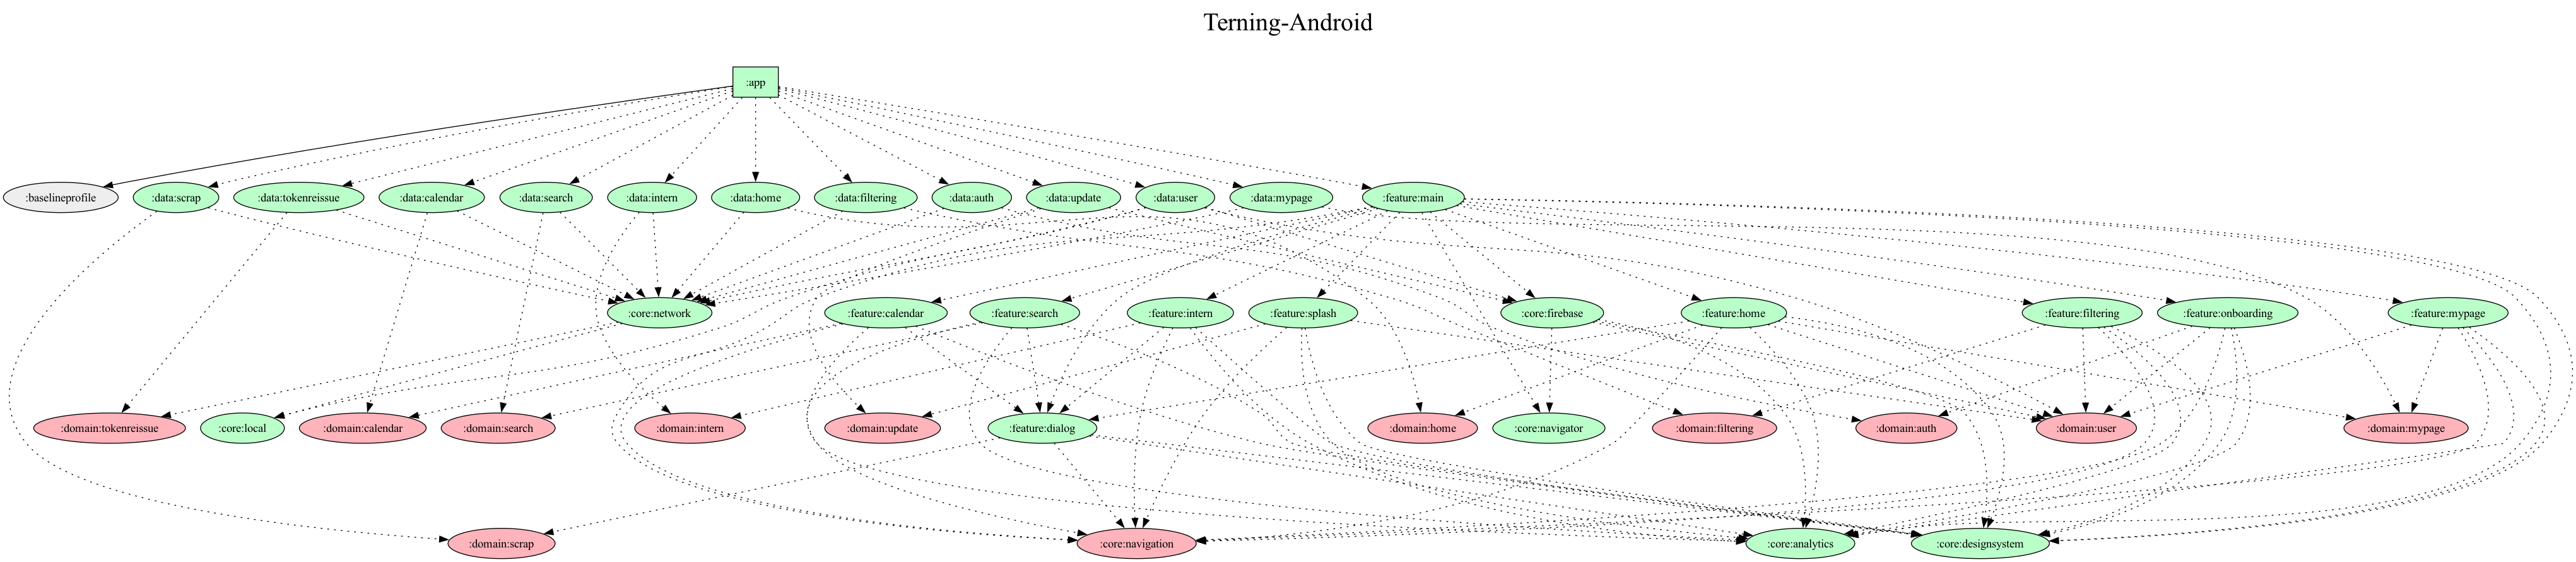 Terning-Android
:app
:baselineprofile
:data:scrap
:data:tokenreissue
:data:calendar
:data:search
:data:intern
:data:home
:data:filtering
:data:auth
:data:update
:data:user
:data:mypage
:feature:main
:core:network
:feature:calendar
:feature:search
:feature:intern
:feature:splash
:core:firebase
:feature:home
:feature:filtering
:feature:onboarding
:feature:mypage
:domain:tokenreissue
:core:local
:domain:calendar
:domain:search
:domain:intern
:domain:update
:feature:dialog
:domain:home
:core:navigator
:domain:filtering
:domain:auth
:domain:user
:domain:mypage
:domain:scrap
:core:navigation
:core:analytics
:core:designsystem